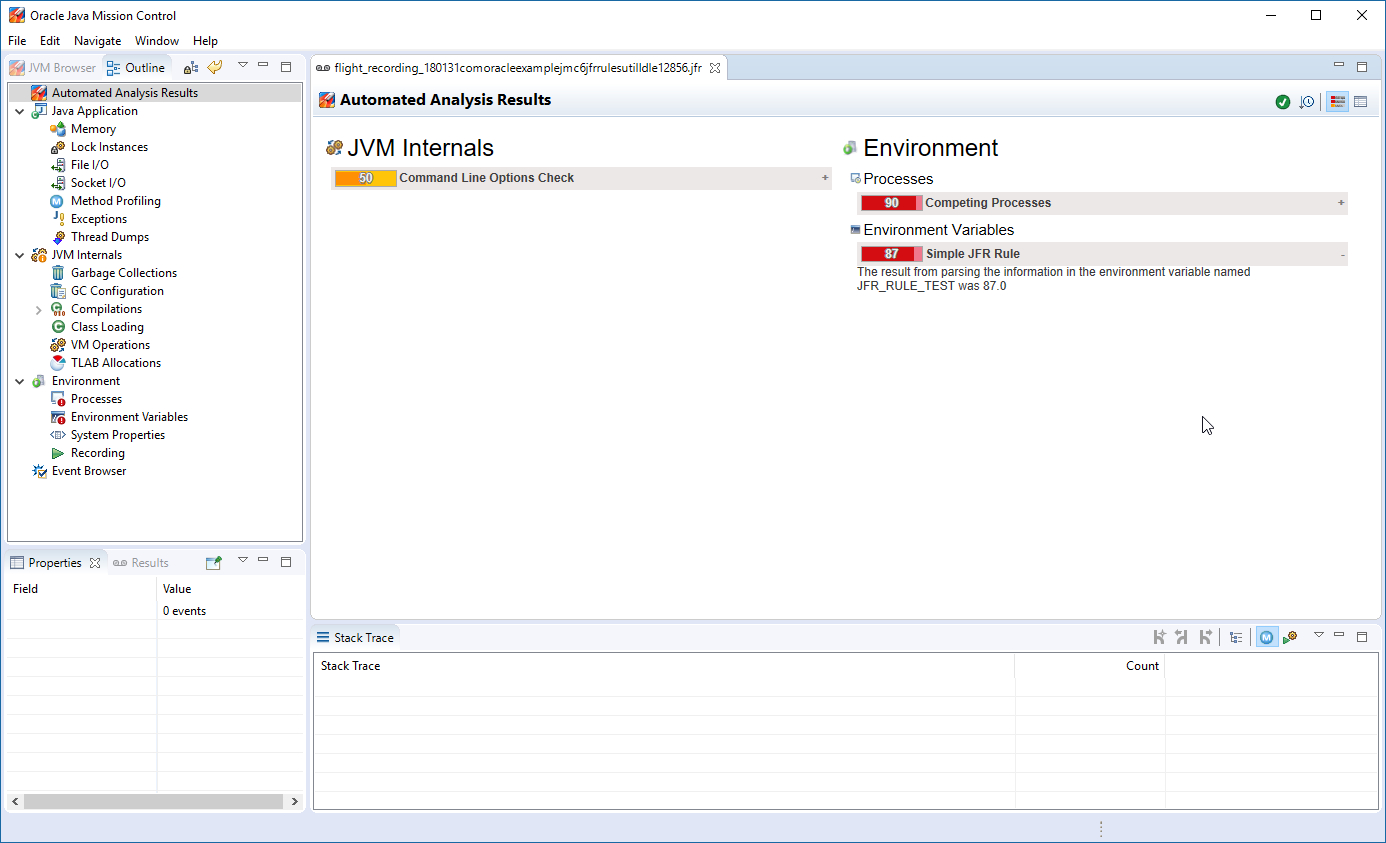 Oracle Java Mission Control
File Edit Navigate Window Help
JVM Browser Outline
Automated Analysis Results
Java Application
Memory
Lock Instances
File I/O
Socket I/O
Method Profiling
Exceptions
Thread Dumps
JVM Internals
Garbage Collections
GC Configuration
Compilations
Class Loading
VM Operations
TLAB Allocations
Environment
Processes
Environment Variables
System Properties
Recording
Event Browser
Properties Results
Field Value
0 events
flight_recording_180131comoracleexamplejmc6jfrrulesutilIdle12856.jfr
Automated Analysis Results
JVM Internals
50 Command Line Options Check +
Environment
Processes
90 Competing Processes +
Environment Variables
87 Simple JFR Rule -
The result from parsing the information in the environment variable named
JFR_RULE_TEST was 87.0
Stack Trace
Stack Trace Count